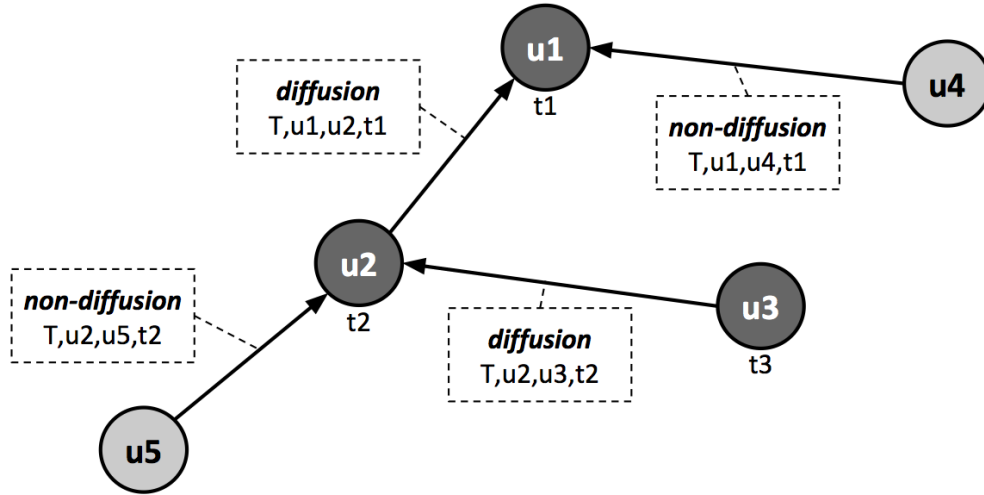 u1
t1
u4
diffusion
T,u1,u2,t1
non-diffusion
T,u1,u4,t1
u2
t2
u3
t3
non-diffusion
T,u2,u5,t2
diffusion
T,u2,u3,t2
u5